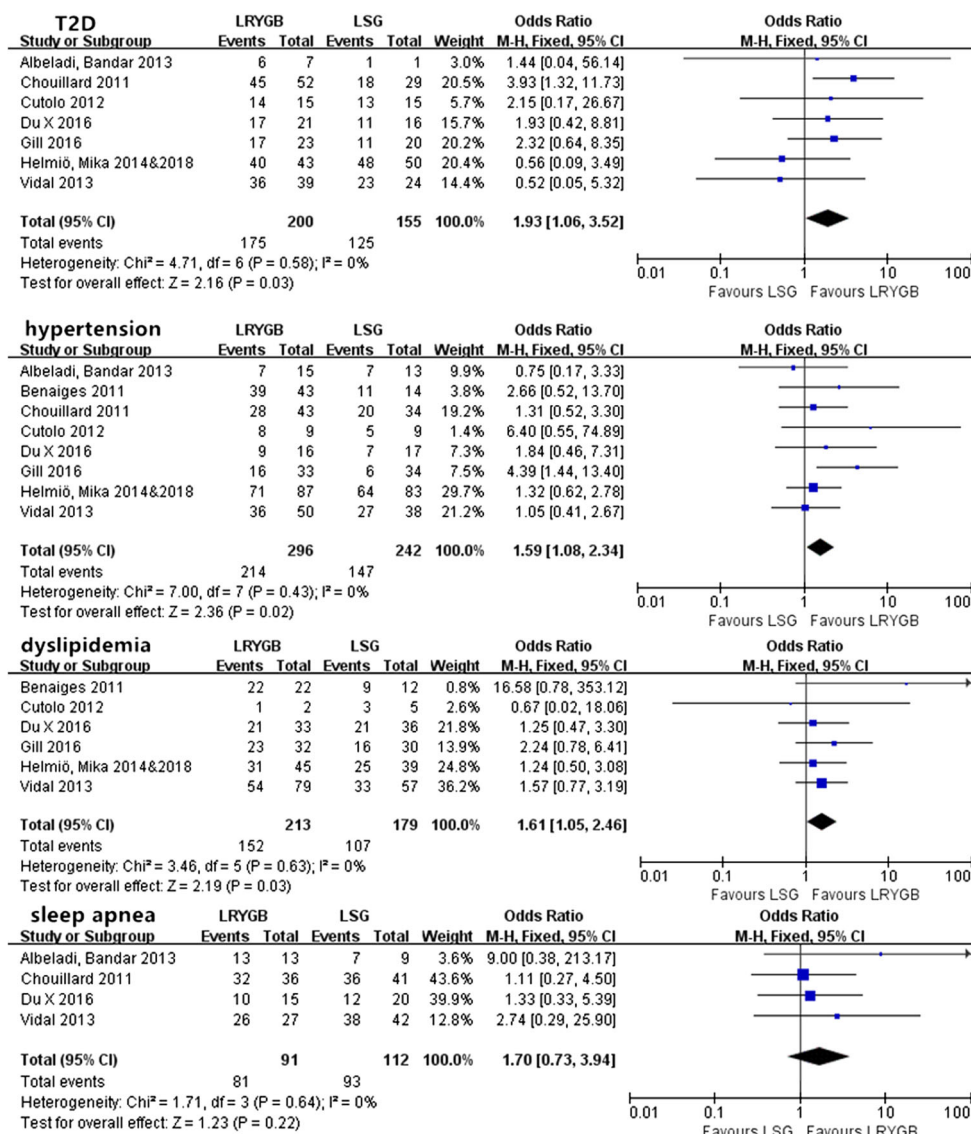 T2D LRYGB LSG Odds Ratio Odds Ratio
Study or Subgroup Events Total Events Total Weight M-H, Fixed, 95% CI M-H, Fixed, 95% CI
Albeladi, Bandar 2013 6 7 1 1 3.0% 1.44 [0.04, 56.14]
Chouillard 2011 45 52 18 29 20.5% 3.93 [1.32, 11.73]
Cutolo 2012 14 15 13 15 5.7% 2.15 [0.17, 26.67]
Du X 2016 17 21 11 16 15.7% 1.93 [0.42, 8.81]
Gill 2016 17 23 11 20 20.2% 2.32 [0.64, 8.35]
Helmiö, Mika 2014&2018 40 43 48 50 20.4% 0.56 [0.09, 3.49]
Vidal 2013 36 39 23 24 14.4% 0.52 [0.05, 5.32]
Total (95% CI) 200 155 100.0% 1.93 [1.06, 3.52]
Total events 175 125
Heterogeneity: Chi² = 4.71, df = 6 (P = 0.58); I² = 0%
Test for overall effect: Z = 2.16 (P = 0.03)
0.01 0.1 1 10 100
Favours LSG Favours LRYGB
hypertension LRYGB LSG Odds Ratio Odds Ratio
Study or Subgroup Events Total Events Total Weight M-H, Fixed, 95% CI M-H, Fixed, 95% CI
Albeladi, Bandar 2013 7 15 7 13 9.9% 0.75 [0.17, 3.33]
Benaiges 2011 39 43 11 14 3.8% 2.66 [0.52, 13.70]
Chouillard 2011 28 43 20 34 19.2% 1.31 [0.52, 3.30]
Cutolo 2012 8 9 5 9 1.4% 6.40 [0.55, 74.89]
Du X 2016 9 16 7 17 7.3% 1.84 [0.46, 7.31]
Gill 2016 16 33 6 34 7.5% 4.39 [1.44, 13.40]
Helmiö, Mika 2014&2018 71 87 64 83 29.7% 1.32 [0.62, 2.78]
Vidal 2013 36 50 27 38 21.2% 1.05 [0.41, 2.67]
Total (95% CI) 296 242 100.0% 1.59 [1.08, 2.34]
Total events 214 147
Heterogeneity: Chi² = 7.00, df = 7 (P = 0.43); I² = 0%
Test for overall effect: Z = 2.36 (P = 0.02)
0.01 0.1 1 10 100
Favours LSG Favours LRYGB
dyslipidemia LRYGB LSG Odds Ratio Odds Ratio
Study or Subgroup Events Total Events Total Weight M-H, Fixed, 95% CI M-H, Fixed, 95% CI
Benaiges 2011 22 22 9 12 0.8% 16.58 [0.78, 353.12]
Cutolo 2012 1 2 3 5 2.6% 0.67 [0.02, 18.06]
Du X 2016 21 33 21 36 21.8% 1.25 [0.47, 3.30]
Gill 2016 23 32 16 30 13.9% 2.24 [0.78, 6.41]
Helmiö, Mika 2014&2018 31 45 25 39 24.8% 1.24 [0.50, 3.08]
Vidal 2013 54 79 33 57 36.2% 1.57 [0.77, 3.19]
Total (95% CI) 213 179 100.0% 1.61 [1.05, 2.46]
Total events 152 107
Heterogeneity: Chi² = 3.46, df = 5 (P = 0.63); I² = 0%
Test for overall effect: Z = 2.19 (P = 0.03)
0.01 0.1 1 10 100
Favours LSG Favours LRYGB
sleep apnea LRYGB LSG Odds Ratio Odds Ratio
Study or Subgroup Events Total Events Total Weight M-H, Fixed, 95% CI M-H, Fixed, 95% CI
Albeladi, Bandar 2013 13 13 7 9 3.6% 9.00 [0.38, 213.17]
Chouillard 2011 32 36 36 41 43.6% 1.11 [0.27, 4.50]
Du X 2016 10 15 12 20 39.9% 1.33 [0.33, 5.39]
Vidal 2013 26 27 38 42 12.8% 2.74 [0.29, 25.90]
Total (95% CI) 91 112 100.0% 1.70 [0.73, 3.94]
Total events 81 93
Heterogeneity: Chi² = 1.71, df = 3 (P = 0.64); I² = 0%
Test for overall effect: Z = 1.23 (P = 0.22)
0.01 0.1 1 10 100
Favours LSG Favours LRYGB